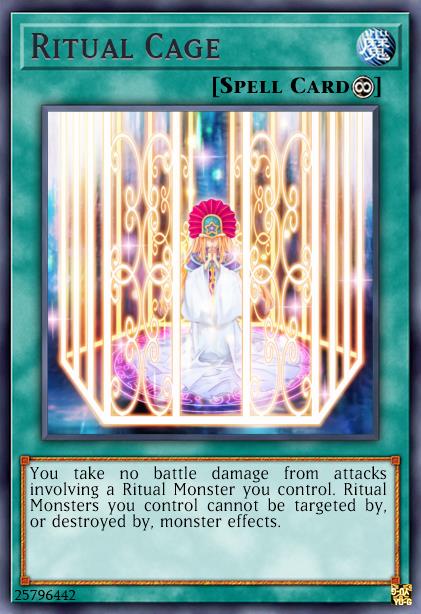 Ritual Cage
魔
[Spell Card]
You take no battle damage from attacks
involving a Ritual Monster you control. Ritual
Monsters you control cannot be targeted by,
or destroyed by, monster effects.
25796442